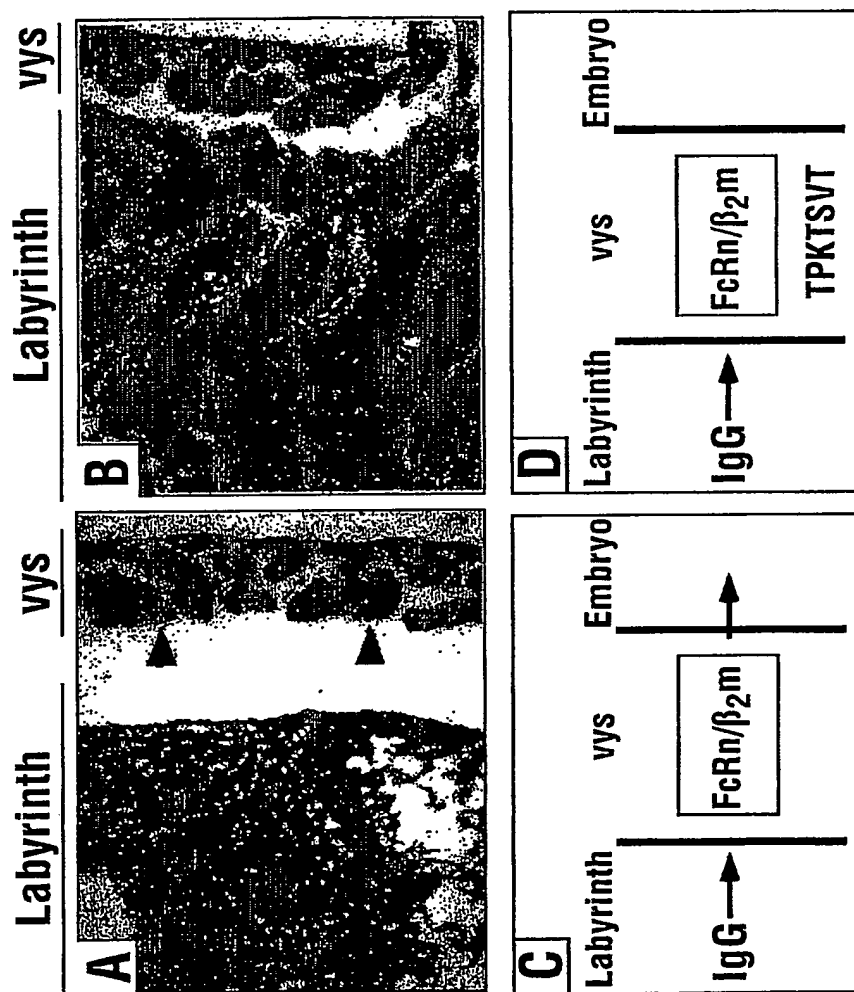 Labyrinth vys
A
Labyrinth vys
B
C
Labyrinth vys Embryo
IgG FcRn/β₂m
D
Labyrinth vys Embryo
IgG FcRn/β₂m
TPKTSVT